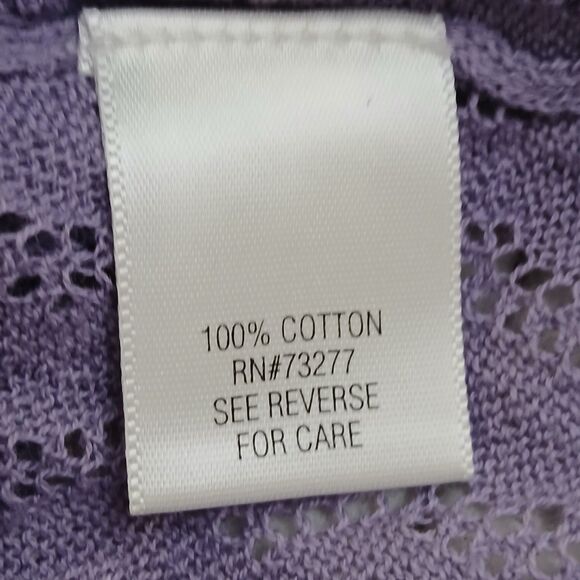 100% COTTON
RN#73277
SEE REVERSE
FOR CARE